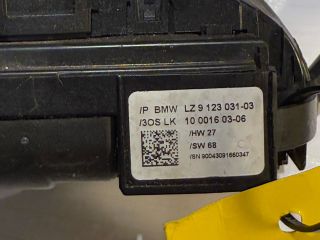 /P BMW LZ 9 123 031-03
/3OS LK 10 0016 03-06
/HW 27
/SW 68
/SN 90043091660347